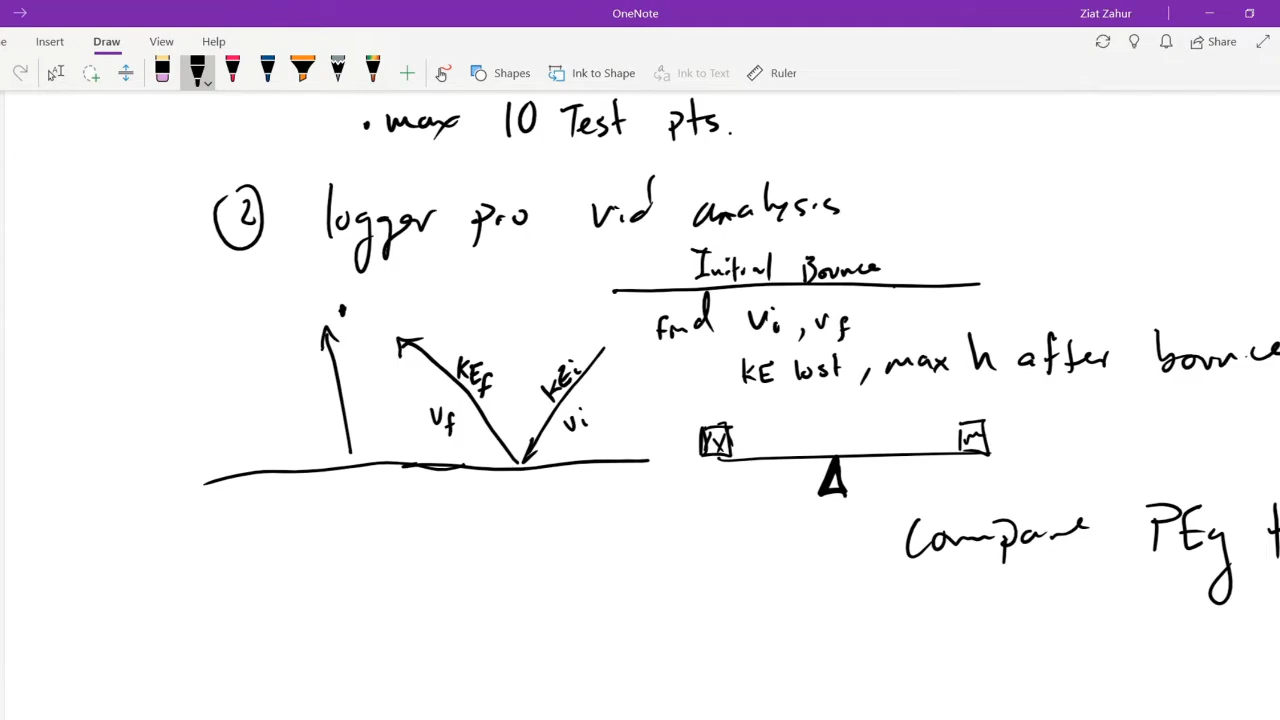 OneNote
Ziat Zahur
Insert Draw View Help
Share
Shapes Ink to Shape Ink to Text Ruler
• max 10 Test pts.
② logger pro vid analysis
Initial Bounce
find vi, vf
KE lost, max h after bounce
KEf KEi
vf vi
m
Compare PEg